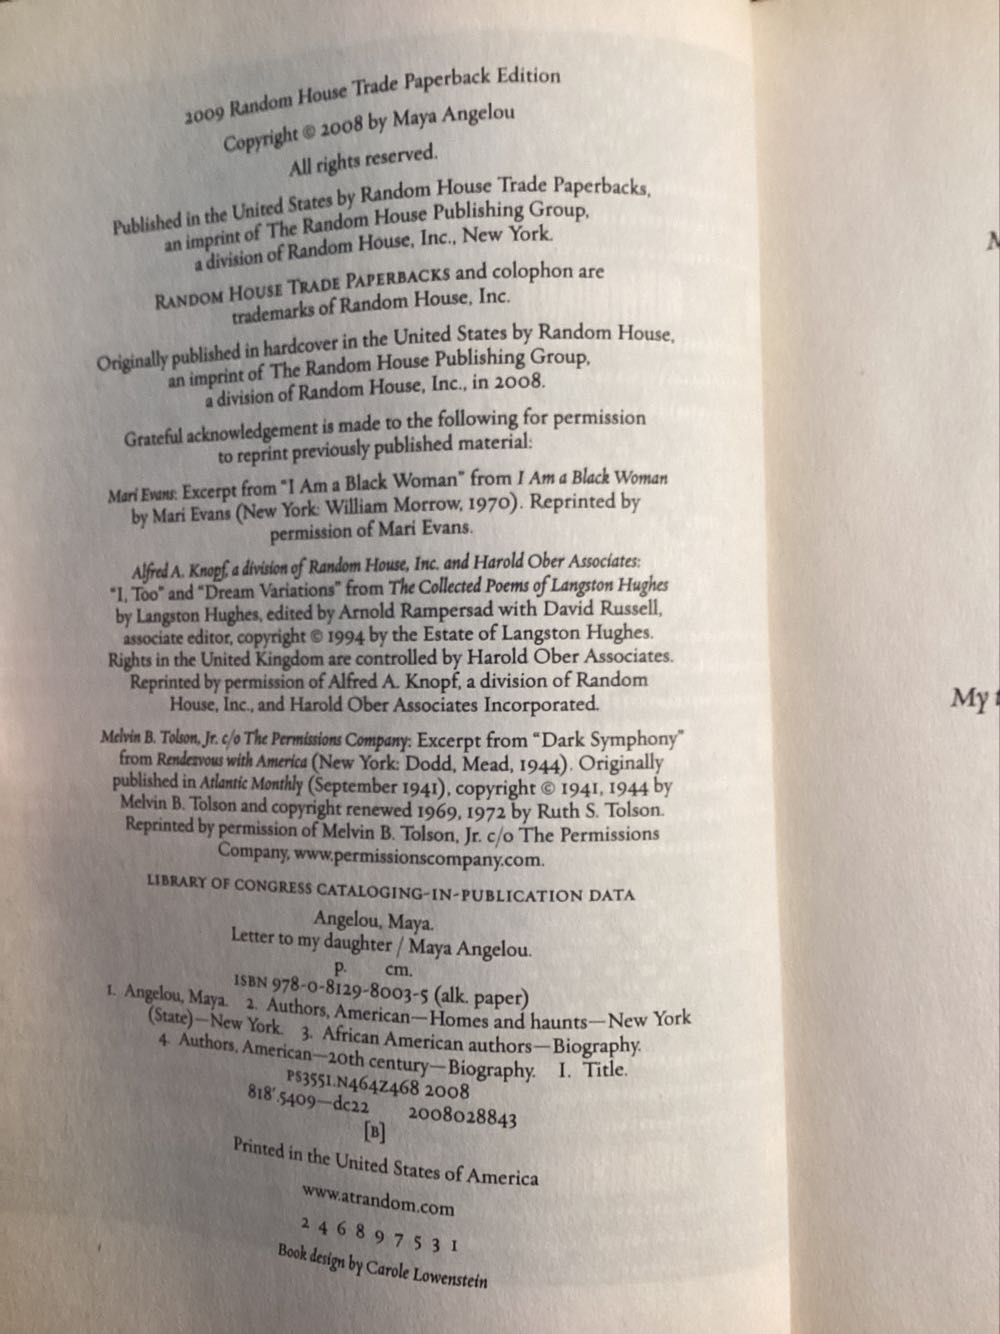 2009 Random House Trade Paperback Edition
Copyright © 2008 by Maya Angelou
All rights reserved.
Published in the United States by Random House Trade Paperbacks,
an imprint of The Random House Publishing Group,
a division of Random House, Inc., New York.
RANDOM HOUSE TRADE PAPERBACKS and colophon are
trademarks of Random House, Inc.
Originally published in hardcover in the United States by Random House,
an imprint of The Random House Publishing Group,
a division of Random House, Inc., in 2008.
Grateful acknowledgement is made to the following for permission
to reprint previously published material:
Mari Evans: Excerpt from "I Am a Black Woman" from I Am a Black Woman
by Mari Evans (New York: William Morrow, 1970). Reprinted by
permission of Mari Evans.
Alfred A. Knopf, a division of Random House, Inc. and Harold Ober Associates:
"I, Too" and "Dream Variations" from The Collected Poems of Langston Hughes
by Langston Hughes, edited by Arnold Rampersad with David Russell,
associate editor, copyright © 1994 by the Estate of Langston Hughes.
Rights in the United Kingdom are controlled by Harold Ober Associates.
Reprinted by permission of Alfred A. Knopf, a division of Random
House, Inc., and Harold Ober Associates Incorporated.
Melvin B. Tolson, Jr. c/o The Permissions Company: Excerpt from "Dark Symphony"
from Rendezvous with America (New York: Dodd, Mead, 1944). Originally
published in Atlantic Monthly (September 1941), copyright © 1941, 1944 by
Melvin B. Tolson and copyright renewed 1969, 1972 by Ruth S. Tolson.
Reprinted by permission of Melvin B. Tolson, Jr. c/o The Permissions
Company, www.permissionscompany.com.
LIBRARY OF CONGRESS CATALOGING-IN-PUBLICATION DATA
Angelou, Maya.
Letter to my daughter / Maya Angelou.
p. cm.
ISBN 978-0-8129-8003-5 (alk. paper)
1. Angelou, Maya. 2. Authors, American—Homes and haunts—New York
(State)—New York. 3. African American authors—Biography.
4. Authors, American—20th century—Biography. I. Title.
PS3551.N464Z468 2008
818'.5409—dc22 2008028843
[B]
Printed in the United States of America
www.atrandom.com
2 4 6 8 9 7 5 3 1
Book design by Carole Lowenstein
My